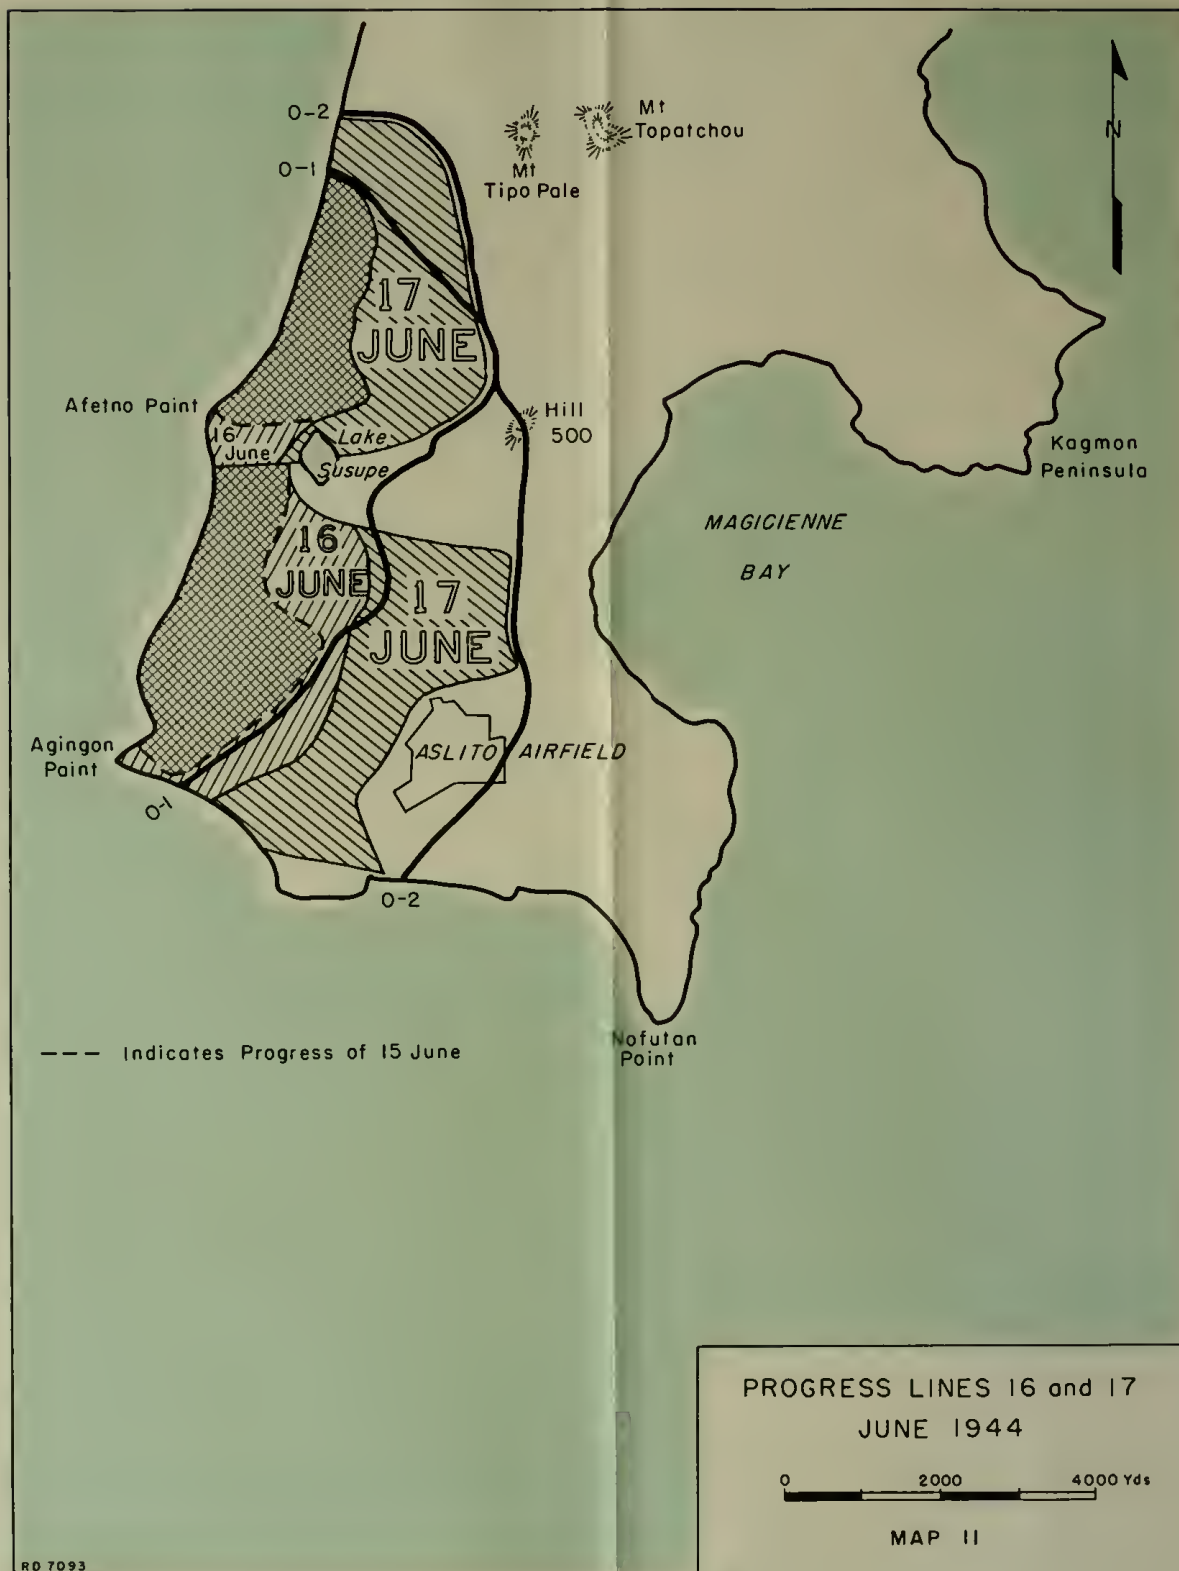 O-2
Mt
Topatchou
N
O-1
Mt
Tipo Pale
17
JUNE
Afetno Point
Hill
500
16
June
Lake
Susupe
Kagmon
Peninsula
MAGICIENNE
BAY
16
JUNE
17
JUNE
Agingon
Point
ASLITO AIRFIELD
O-1
O-2
Nofutan
Point
--- Indicates Progress of 15 June
PROGRESS LINES 16 and 17
JUNE 1944
0 2000 4000 Yds
MAP 11
RD 7093